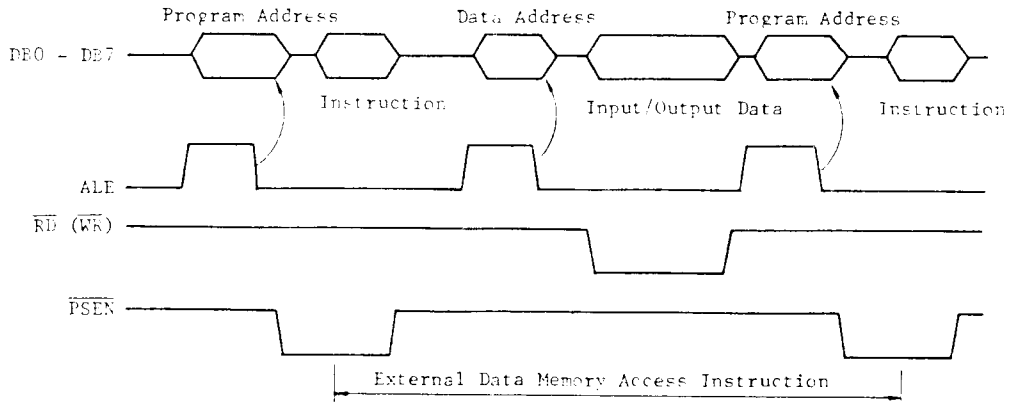 Program Address Data Address Program Address
DB0 - DB7
Instruction Input/Output Data Instruction
ALE
RD (WR)
PSEN
External Data Memory Access Instruction